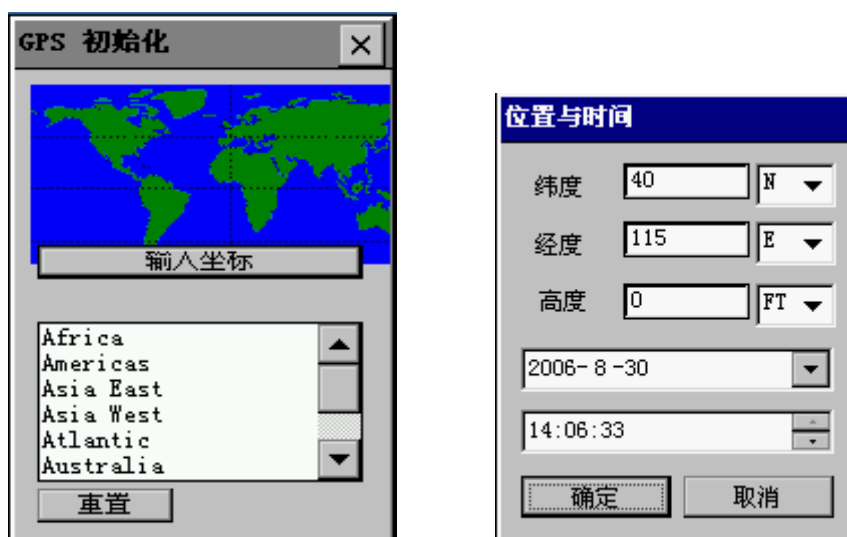 GPS 初始化
输入坐标
Africa
Americas
Asia East
Asia West
Atlantic
Australia
重置
位置与时间
纬度 40 N
经度 115 E
高度 0 FT
2006- 8 -30
14:06:33
确定 取消